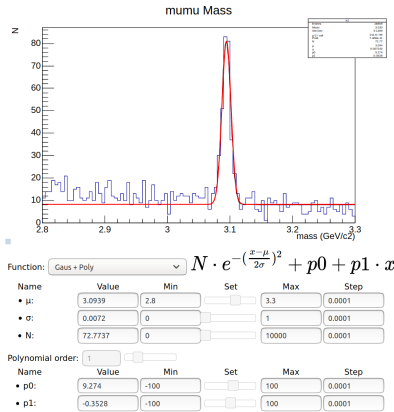 mumu Mass
N
80
70
60
50
40
30
20
10
0
2.8 2.9 3 3.1 3.2 3.3
mass (GeV/c2)
Function: Gaus + Poly N · e^{-(\frac{x-μ}{2σ})^2} + p0 + p1 · x
Name Value Min Set Max Step
• μ: 3.0939 2.8 3.3 0.0001
• σ: 0.0072 0 1 0.0001
• N: 72.7737 0 10000 0.0001
Polynomial order: 1
Name Value Min Set Max Step
• p0: 9.274 -100 100 0.0001
• p1: -0.3528 -100 100 0.0001